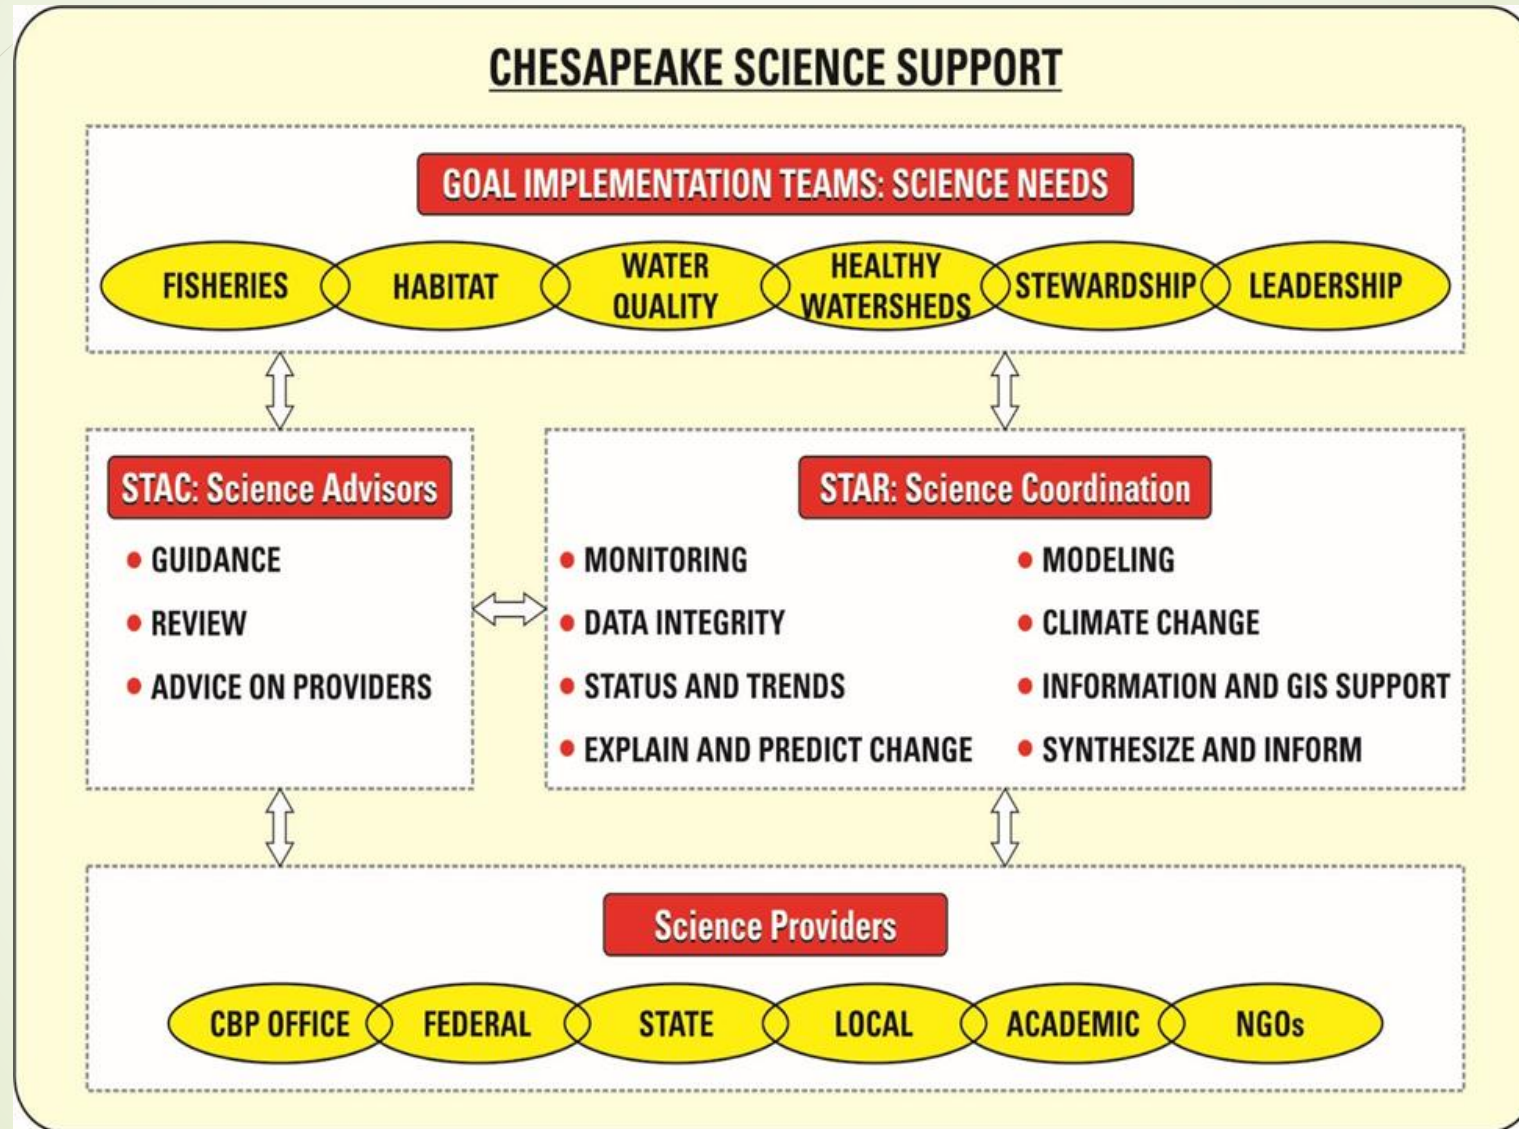 CHESAPEAKE SCIENCE SUPPORT
GOAL IMPLEMENTATION TEAMS: SCIENCE NEEDS
FISHERIES
HABITAT
WATER
QUALITY
HEALTHY
WATERSHEDS
STEWARDSHIP
LEADERSHIP
STAC: Science Advisors
GUIDANCE
REVIEW
ADVICE ON PROVIDERS
STAR: Science Coordination
MONITORING
DATA INTEGRITY
STATUS AND TRENDS
EXPLAIN AND PREDICT CHANGE
MODELING
CLIMATE CHANGE
INFORMATION AND GIS SUPPORT
SYNTHESIZE AND INFORM
Science Providers
CBP OFFICE
FEDERAL
STATE
LOCAL
ACADEMIC
NGOs